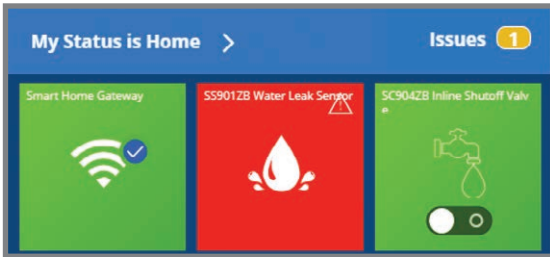 My Status is Home >
Issues 1
Smart Home Gateway
SS901ZB Water Leak Sensor
SC904ZB Inline Shutoff Valv
e